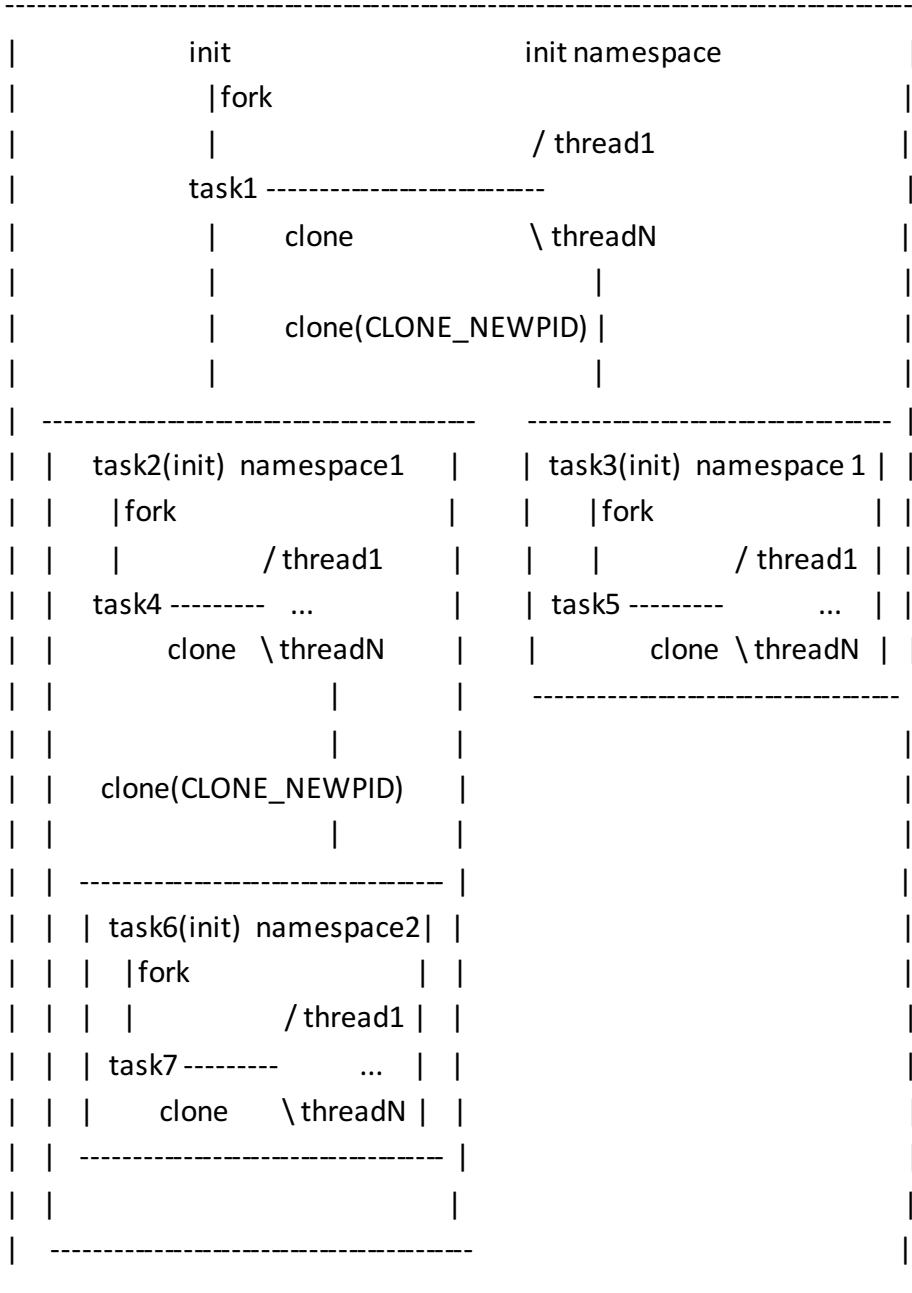 -----------------------------------------------------------------------------------------
| init init namespace |
| |fork |
| | / thread1 |
| task1 --------------------------- |
| | clone \ threadN |
| | | |
| | clone(CLONE_NEWPID) | |
| | | |
| ------------------------------------------ ----------------------------------- |
| | task2(init) namespace1 | | task3(init) namespace 1 | |
| | |fork | | |fork | |
| | | / thread1 | | | / thread1 | |
| | task4 --------- ... | | task5 --------- ... | |
| | clone \ threadN | | clone \ threadN | |
| | | | -----------------------------------
| | | | |
| | clone(CLONE_NEWPID) | |
| | | | |
| | ----------------------------------- | |
| | | task6(init) namespace2| | |
| | | |fork | | |
| | | | / thread1 | | |
| | | task7 --------- ... | | |
| | | clone \ threadN | | |
| | ----------------------------------- | |
| | | |
| ----------------------------------------- |